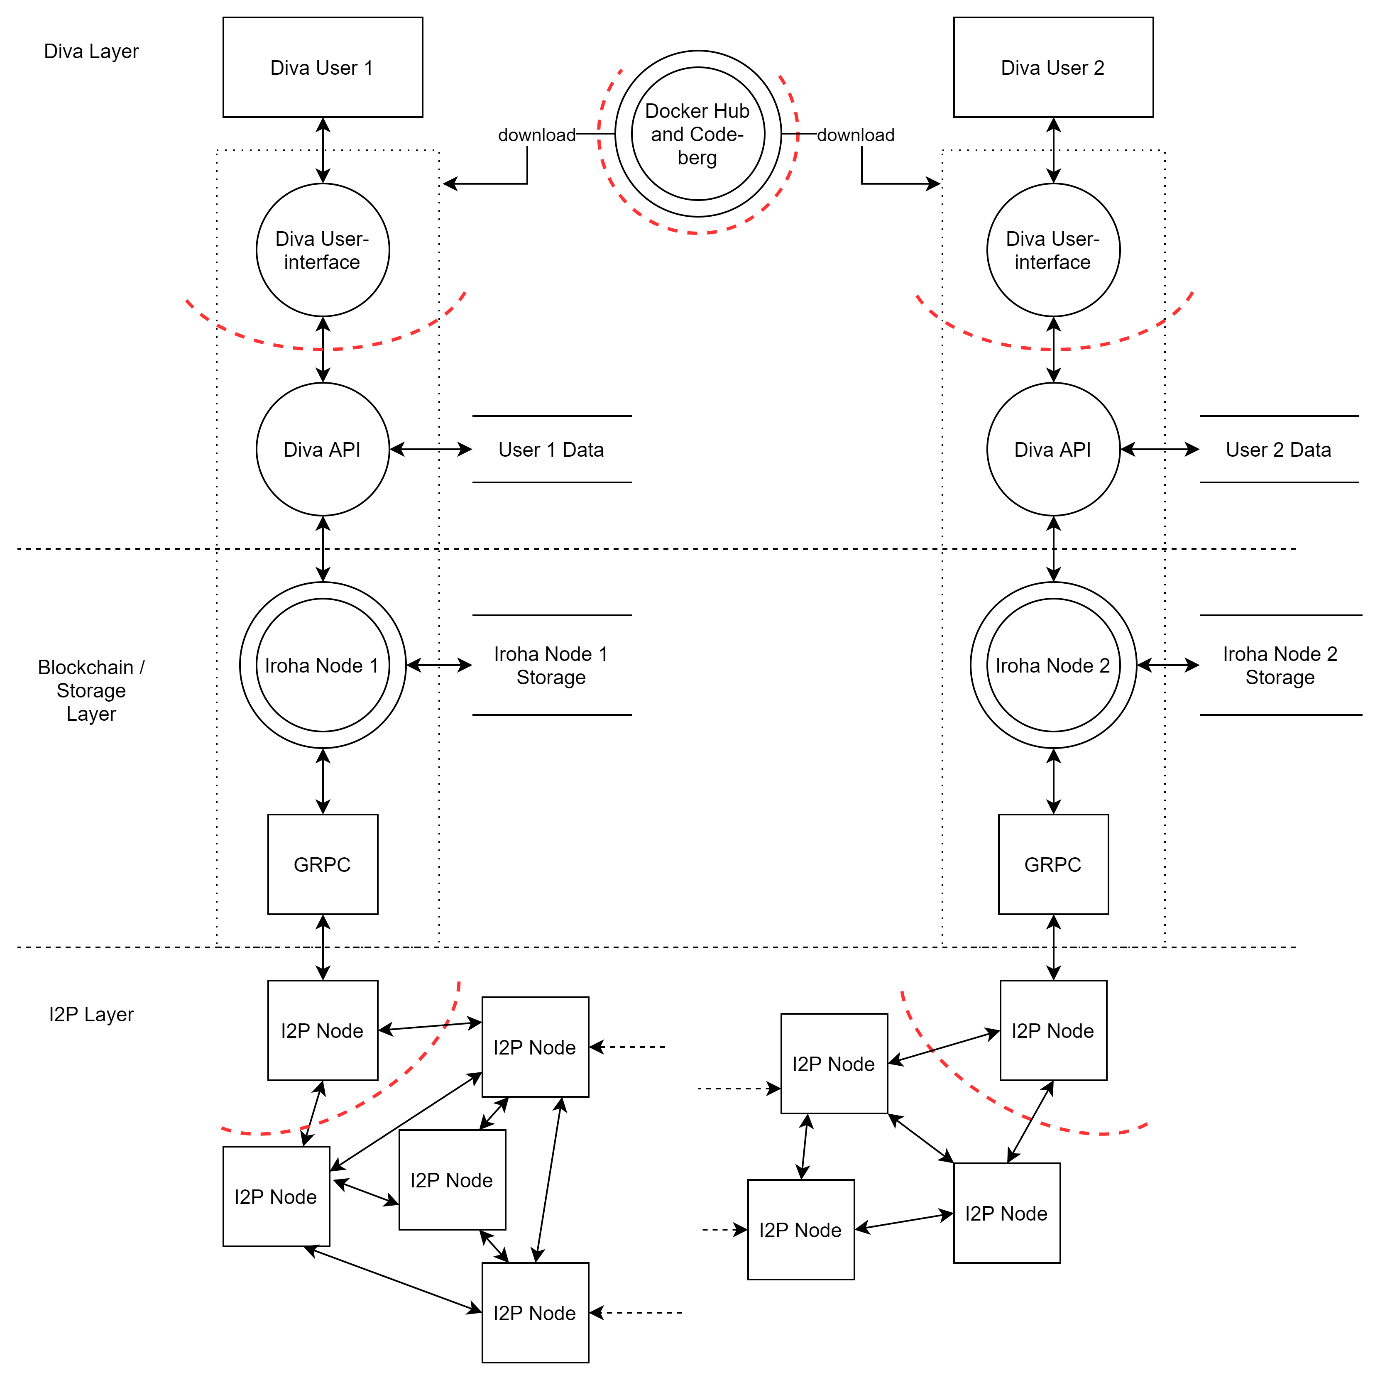 Diva Layer
Diva User 1
Docker Hub
and Code-
berg
Diva User 2
download
download
Diva User-
interface
Diva User-
interface
Diva API
User 1 Data
Diva API
User 2 Data
Blockchain /
Storage
Layer
Iroha Node 1
Iroha Node 1
Storage
Iroha Node 2
Iroha Node 2
Storage
GRPC
GRPC
I2P Layer
I2P Node
I2P Node
I2P Node
I2P Node
I2P Node
I2P Node
I2P Node
I2P Node
I2P Node
I2P Node